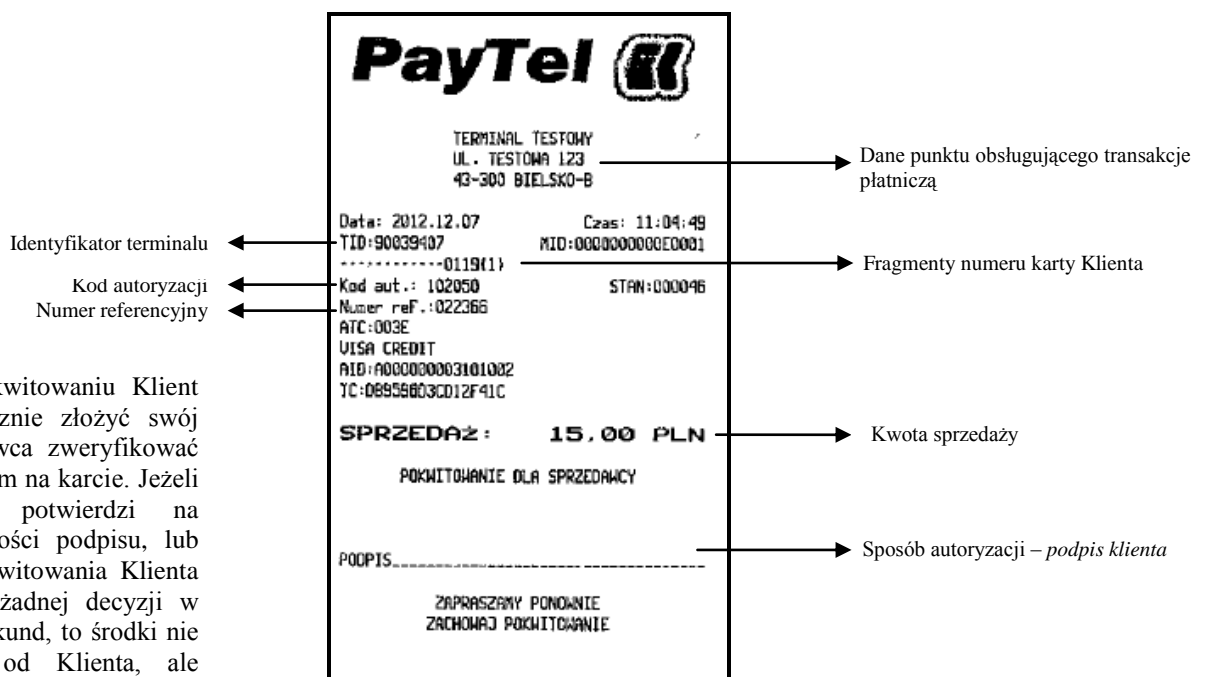 PayTel
TERMINAL TESTOWY
UL. TESTOWA 123
43-300 BIELSKO-B
Dane punktu obsługującego transakcje
płatniczą
Data: 2012.12.07 Czas: 11:04:49
Identyfikator terminalu
TID:90039407 MID:0000000000E0001
------------0119(1)
Fragmenty numeru karty Klienta
Kod autoryzacji
Kod aut.: 102050 STAN:000046
Numer referencyjny
Numer ref.:022366
ATC:003E
VISA CREDIT
AID:A000000003101002
SPRZEDAŻ: 15,00 PLN
Kwota sprzedaży
POKWITOWANIE DLA SPRZEDAWCY
PODPIS
Sposób autoryzacji – podpis klienta
ZAPRASZAMY PONOWNIE
ZACHOWAJ POKWITOWANIE
kwitowaniu Klient
znie złożyć swój
wca zweryfikować
m na karcie. Jeżeli
potwierdzi na
ości podpisu, lub
kwitowania Klienta
żadnej decyzji w
kund, to środki nie
od Klienta, ale